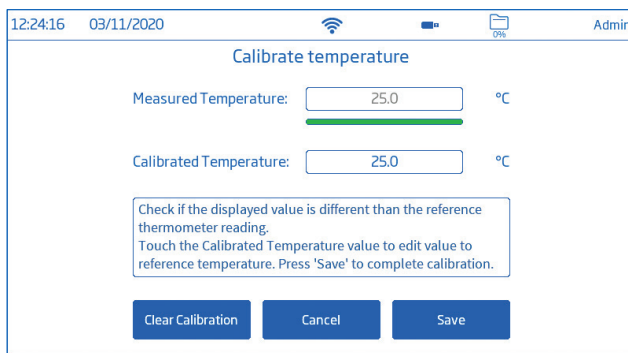 12:24:16 03/11/2020 0% Admin
Calibrate temperature
Measured Temperature: 25.0 °C
Calibrated Temperature: 25.0 °C
Check if the displayed value is different than the reference
thermometer reading.
Touch the Calibrated Temperature value to edit value to
reference temperature. Press 'Save' to complete calibration.
Clear Calibration Cancel Save